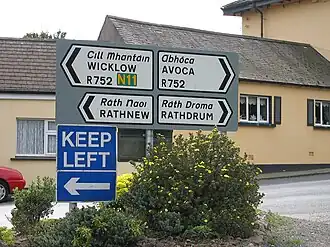 Cill Mhantáin
WICKLOW
R752 N11
Abhóca
AVOCA
R752
Ráth Naoi
RATHNEW
Ráth Droma
RATHDRUM
KEEP
LEFT